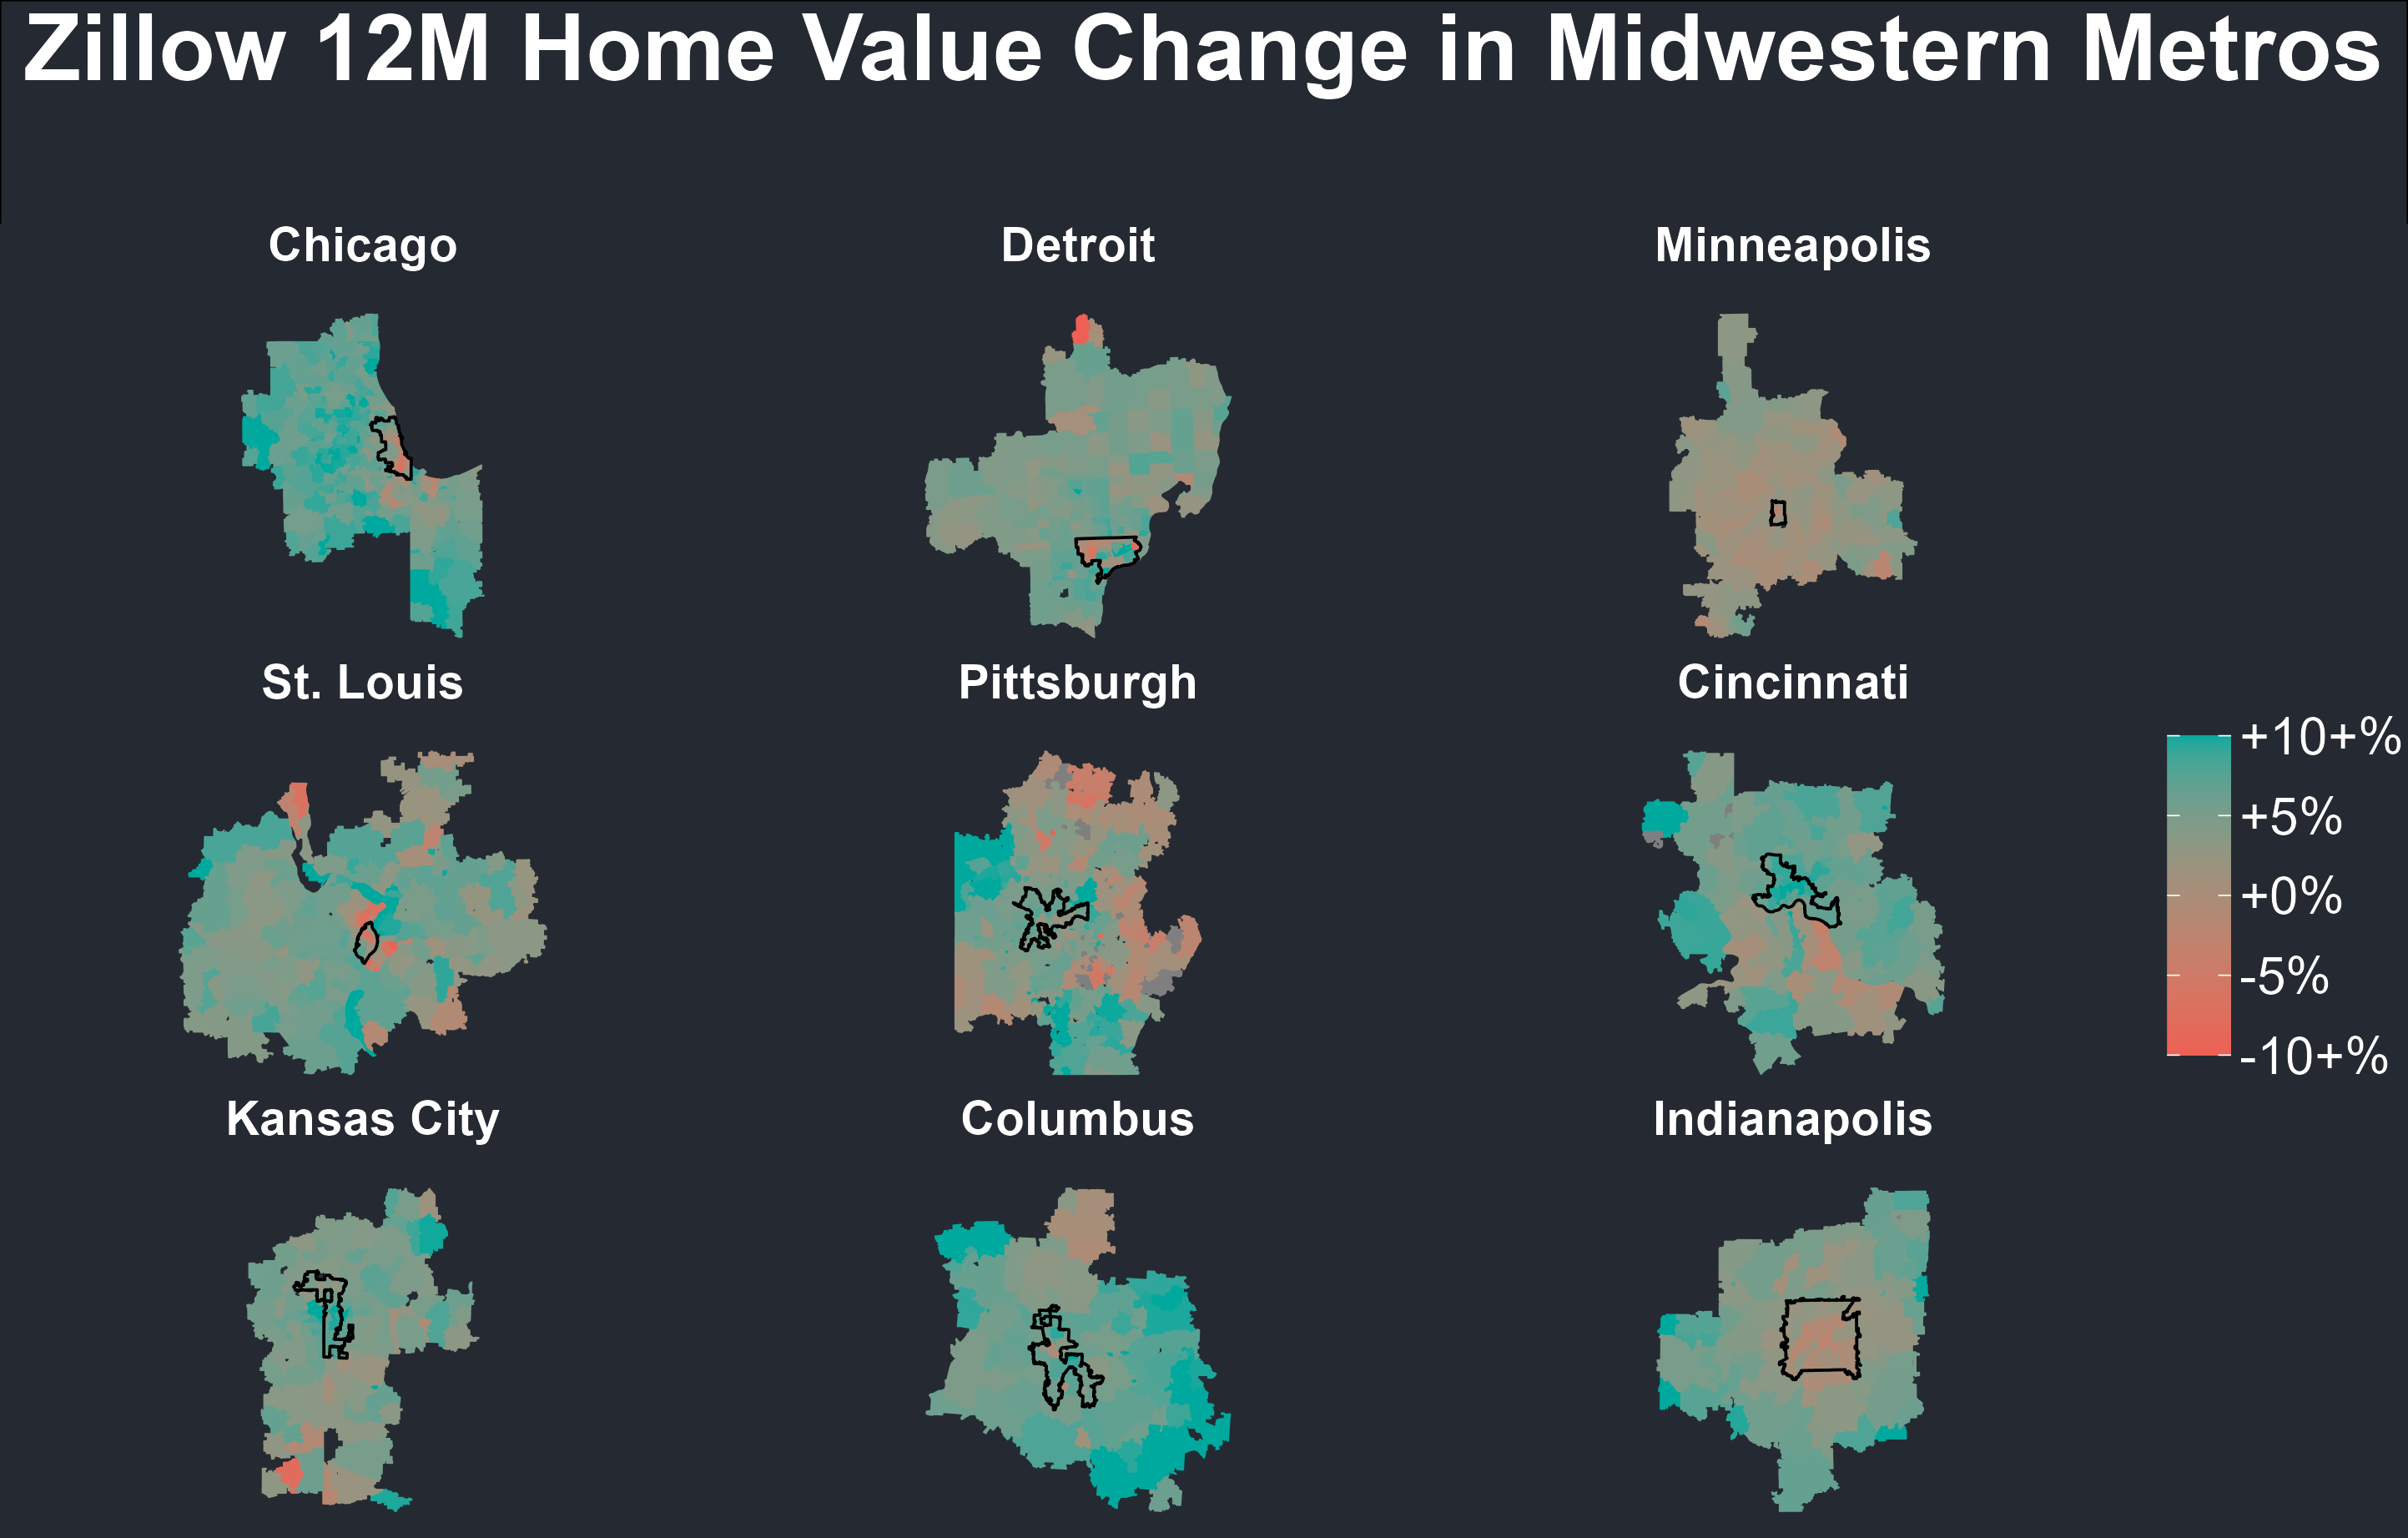 Zillow 12M Home Value Change in Midwestern Metros
Chicago
Detroit
Minneapolis
St. Louis
Pittsburgh
Cincinnati
+10+%
+5%
+0%
-5%
-10+%
Kansas City
Columbus
Indianapolis